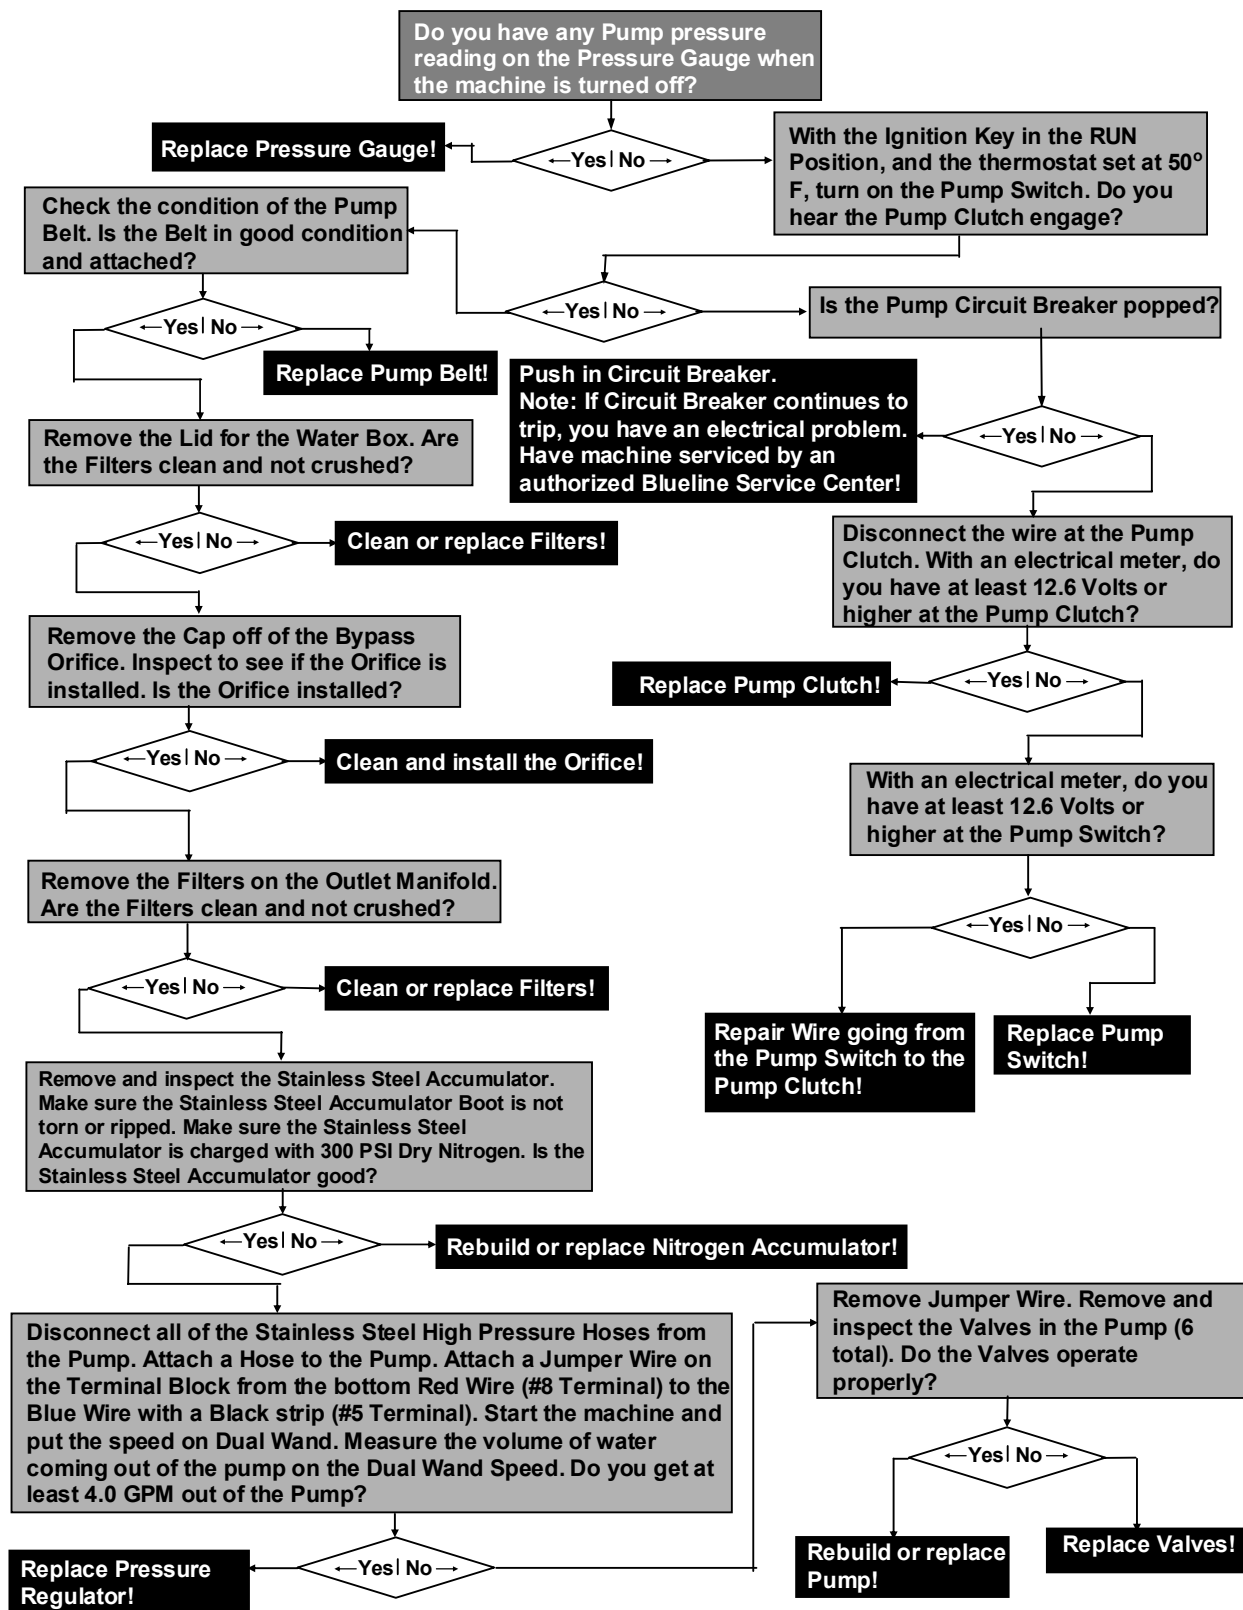 Do you have any Pump pressure
reading on the Pressure Gauge when
the machine is turned off?
Replace Pressure Gauge!
Yes No
With the Ignition Key in the RUN
Position, and the thermostat set at 50°
F, turn on the Pump Switch. Do you
hear the Pump Clutch engage?
Check the condition of the Pump
Belt. Is the Belt in good condition
and attached?
Yes No
Is the Pump Circuit Breaker popped?
Yes No
Replace Pump Belt!
Push in Circuit Breaker.
Note: If Circuit Breaker continues to
trip, you have an electrical problem.
Have machine serviced by an
authorized Blueline Service Center!
Yes No
Remove the Lid for the Water Box. Are
the Filters clean and not crushed?
Yes No
Clean or replace Filters!
Disconnect the wire at the Pump
Clutch. With an electrical meter, do
you have at least 12.6 Volts or
higher at the Pump Clutch?
Remove the Cap off of the Bypass
Orifice. Inspect to see if the Orifice is
installed. Is the Orifice installed?
Replace Pump Clutch!
Yes No
Yes No
Clean and install the Orifice!
With an electrical meter, do you
have at least 12.6 Volts or
higher at the Pump Switch?
Remove the Filters on the Outlet Manifold.
Are the Filters clean and not crushed?
Yes No
Yes No
Clean or replace Filters!
Repair Wire going from
the Pump Switch to the
Pump Clutch!
Replace Pump
Switch!
Remove and inspect the Stainless Steel Accumulator.
Make sure the Stainless Steel Accumulator Boot is not
torn or ripped. Make sure the Stainless Steel
Accumulator is charged with 300 PSI Dry Nitrogen. Is the
Stainless Steel Accumulator good?
Yes No
Rebuild or replace Nitrogen Accumulator!
Disconnect all of the Stainless Steel High Pressure Hoses from
the Pump. Attach a Hose to the Pump. Attach a Jumper Wire on
the Terminal Block from the bottom Red Wire (#8 Terminal) to the
Blue Wire with a Black strip (#5 Terminal). Start the machine and
put the speed on Dual Wand. Measure the volume of water
coming out of the pump on the Dual Wand Speed. Do you get at
least 4.0 GPM out of the Pump?
Remove Jumper Wire. Remove and
inspect the Valves in the Pump (6
total). Do the Valves operate
properly?
Yes No
Replace Pressure
Regulator!
Yes No
Rebuild or replace
Pump!
Replace Valves!